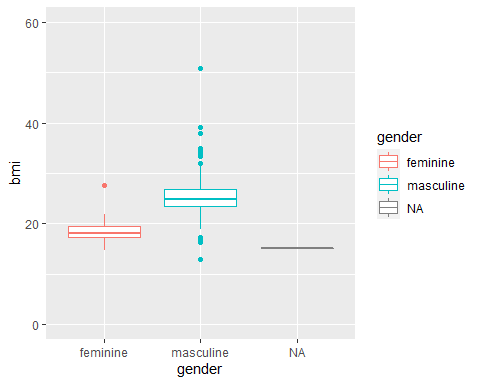 60
40
20
0
bmi
feminine
masculine
NA
gender
gender
feminine
masculine
NA